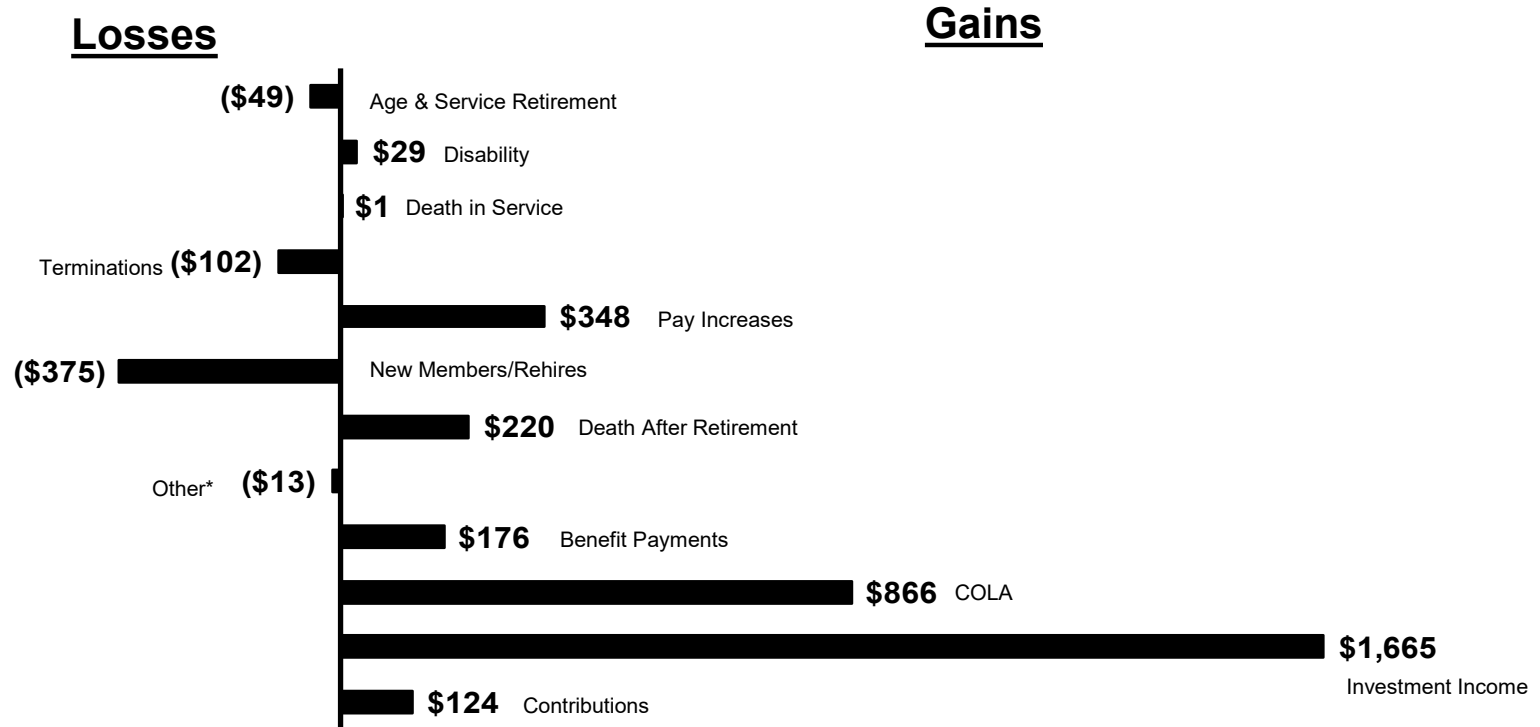 Losses
Gains
($49) Age & Service Retirement
$29 Disability
$1 Death in Service
Terminations ($102)
$348 Pay Increases
($375) New Members/Rehires
$220 Death After Retirement
Other* ($13)
$176 Benefit Payments
$866 COLA
$1,665
Investment Income
$124 Contributions